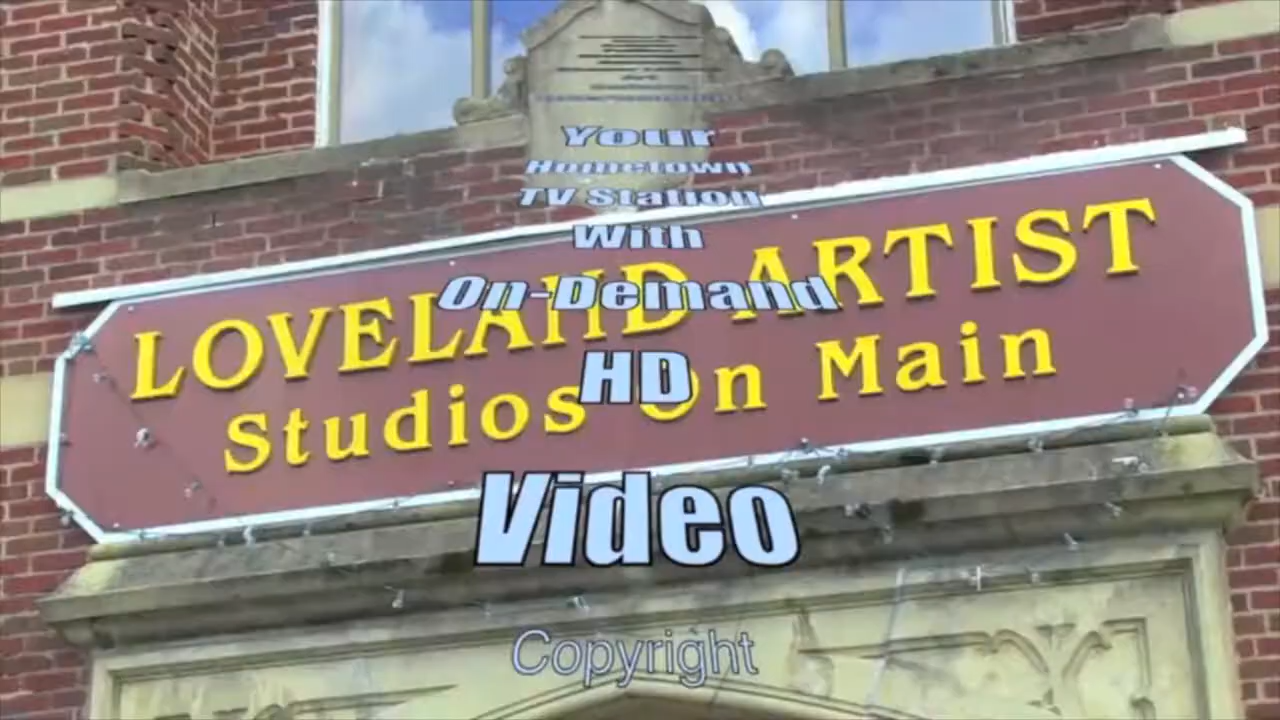 Your
Hometown
TV Station
With
On-Demand
HD
Video
Copyright
LOVELAND ARTIST
Studios On Main